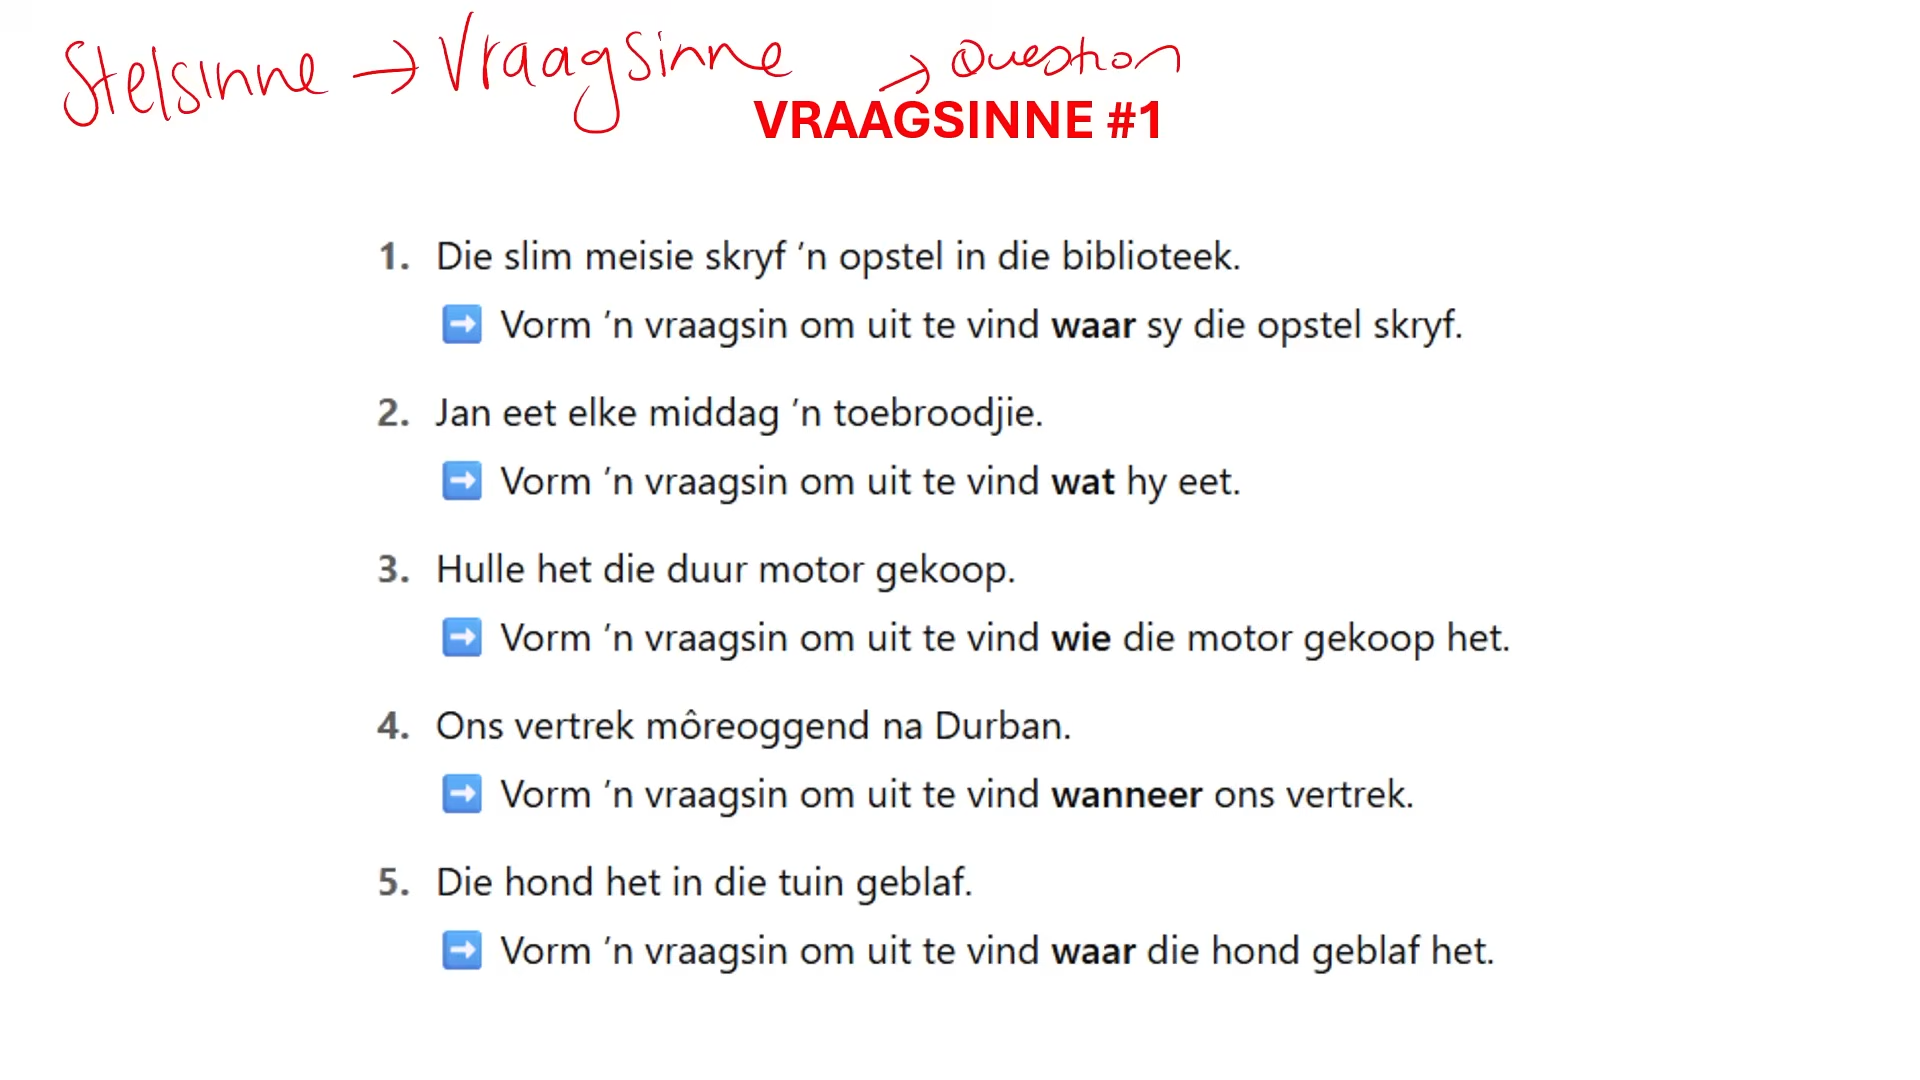 Stelsinne → Vraagsinne → Question
VRAAGSINNE #1
1. Die slim meisie skryf ’n opstel in die biblioteek.
➡ Vorm ’n vraagsin om uit te vind waar sy die opstel skryf.
2. Jan eet elke middag ’n toebroodjie.
➡ Vorm ’n vraagsin om uit te vind wat hy eet.
3. Hulle het die duur motor gekoop.
➡ Vorm ’n vraagsin om uit te vind wie die motor gekoop het.
4. Ons vertrek môreoggend na Durban.
➡ Vorm ’n vraagsin om uit te vind wanneer ons vertrek.
5. Die hond het in die tuin geblaf.
➡ Vorm ’n vraagsin om uit te vind waar die hond geblaf het.